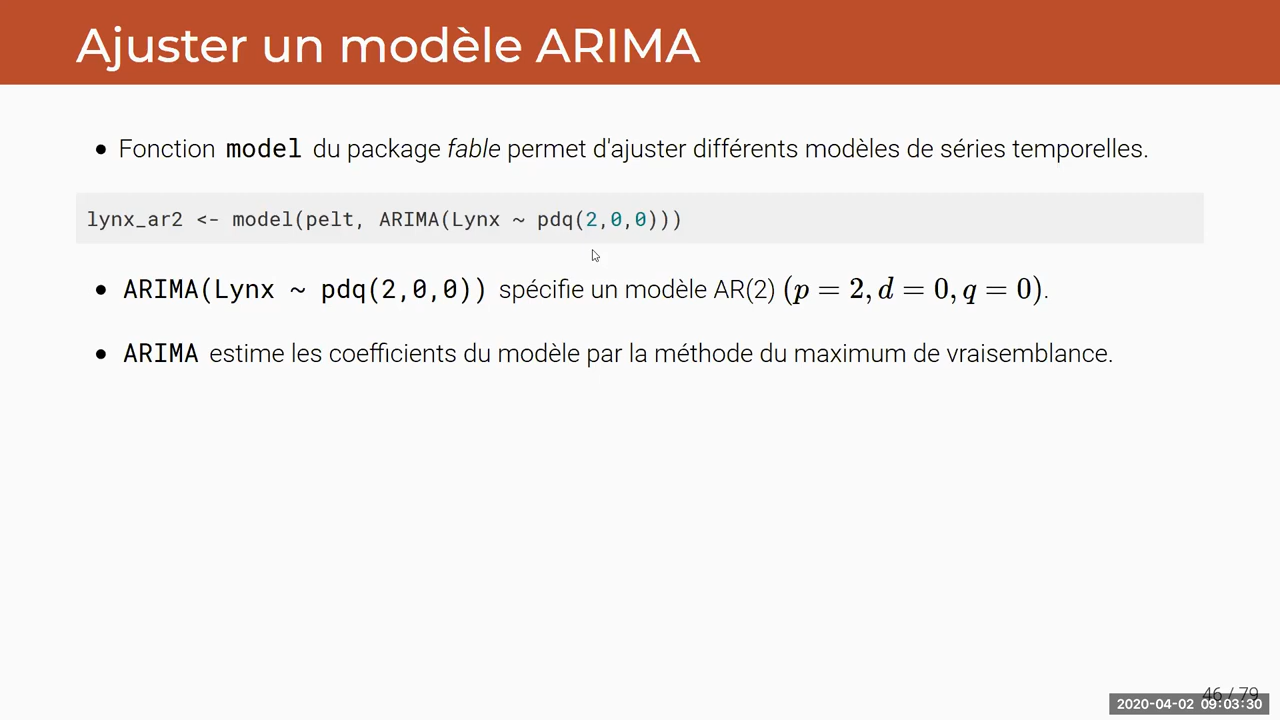 Ajuster un modèle ARIMA
• Fonction model du package fable permet d'ajuster différents modèles de séries temporelles.
lynx_ar2 <- model(pelt, ARIMA(Lynx ~ pdq(2,0,0)))
• ARIMA(Lynx ~ pdq(2,0,0)) spécifie un modèle AR(2) (p = 2, d = 0, q = 0).
• ARIMA estime les coefficients du modèle par la méthode du maximum de vraisemblance.
46 / 79
2020-04-02 09:03:30